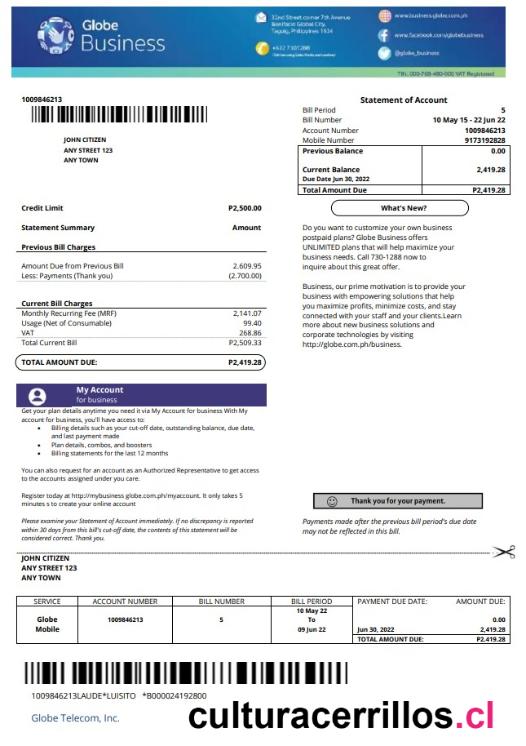 Globe
Business
32nd Street corner 7th Avenue
Bonifacio Global City,
Taguig, Philippines 1634
www.business.globe.com.ph
www.facebook.com/globebusiness
@globe_business
1009846213
JOHN CITIZEN
ANY STREET 123
ANY TOWN
Statement of Account
Bill Period 5
Bill Number 10 May 15 - 22 Jun 22
Account Number 1009846213
Mobile Number 9173192828
Previous Balance 0.00
Current Balance 2,419.28
Due Date Jun 30, 2022
Total Amount Due P2,419.28
Credit Limit P2,500.00
Statement Summary Amount
Previous Bill Charges
Amount Due from Previous Bill 2.609.95
Less: Payments (Thank you) (2.700.00)
Current Bill Charges
Monthly Recurring Fee (MRF) 2,141.07
Usage (Net of Consumable) 99.40
VAT 268.86
Total Current Bill P2,509.33
TOTAL AMOUNT DUE: P2,419.28
What's New?
Do you want to customize your own business
postpaid plans? Globe Business offers
UNLIMITED plans that will help maximize your
business needs. Call 730-1288 now to
inquire about this great offer.
Business, our prime motivation is to provide your
business with empowering solutions that help
you maximize profits, minimize costs, and stay
connected with your staff and your clients.Learn
more about new business solutions and
corporate technologies by visiting
http://globe.com.ph/business.
My Account
for business
Get your plan details anytime you need it via My Account for business With My
account for business, you'll have access to:
• Billing details such as your cut-off date, outstanding balance, due date,
and last payment made
• Plan details, combos, and boosters
• Billing statements for the last 12 months
You can also request for an account as an Authorized Representative to get access
to the accounts assigned under you care.
Register today at http://mybusiness.globe.com.ph/myaccount. It only takes 5
minutes s to create your online account
Please examine your Statement of Account immediately. If no discrepancy is reported
within 30 days from this bill's cut-off date, the contents of this statement will be
considered correct. Thank you.
Thank you for your payment.
Payments made after the previous bill period's due date
may not be reflected in this bill.
JOHN CITIZEN
ANY STREET 123
ANY TOWN
SERVICE ACCOUNT NUMBER BILL NUMBER BILL PERIOD PAYMENT DUE DATE: AMOUNT DUE:
Globe Mobile 1009846213 5 10 May 22 To 09 Jun 22 0.00
Jun 30, 2022 2,419.28
TOTAL AMOUNT DUE: P2,419.28
1009846213LAUDE*LUISITO *B000024192800
Globe Telecom, Inc.
culturacerrillos.cl